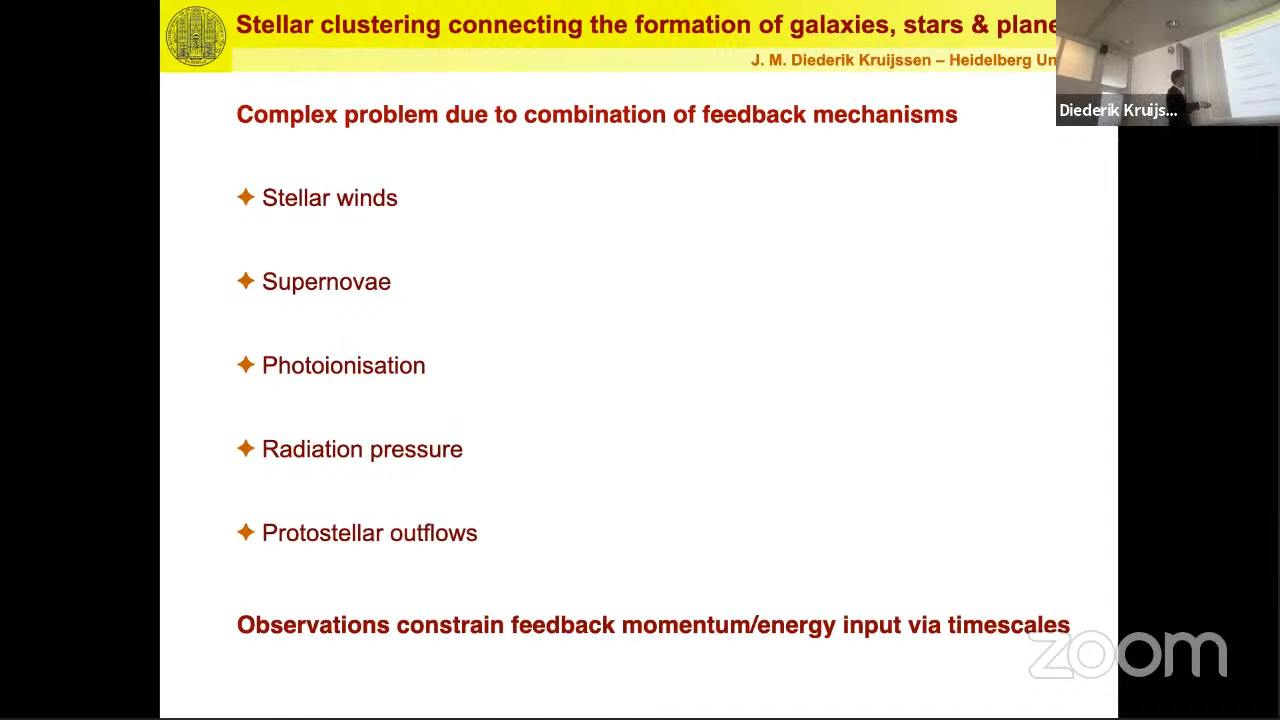 Stellar clustering connecting the formation of galaxies, stars & plane
J. M. Diederik Kruijssen – Heidelberg Un
Diederik Kruijs...
Complex problem due to combination of feedback mechanisms
Stellar winds
Supernovae
Photoionisation
Radiation pressure
Protostellar outflows
Observations constrain feedback momentum/energy input via timescales
zoom